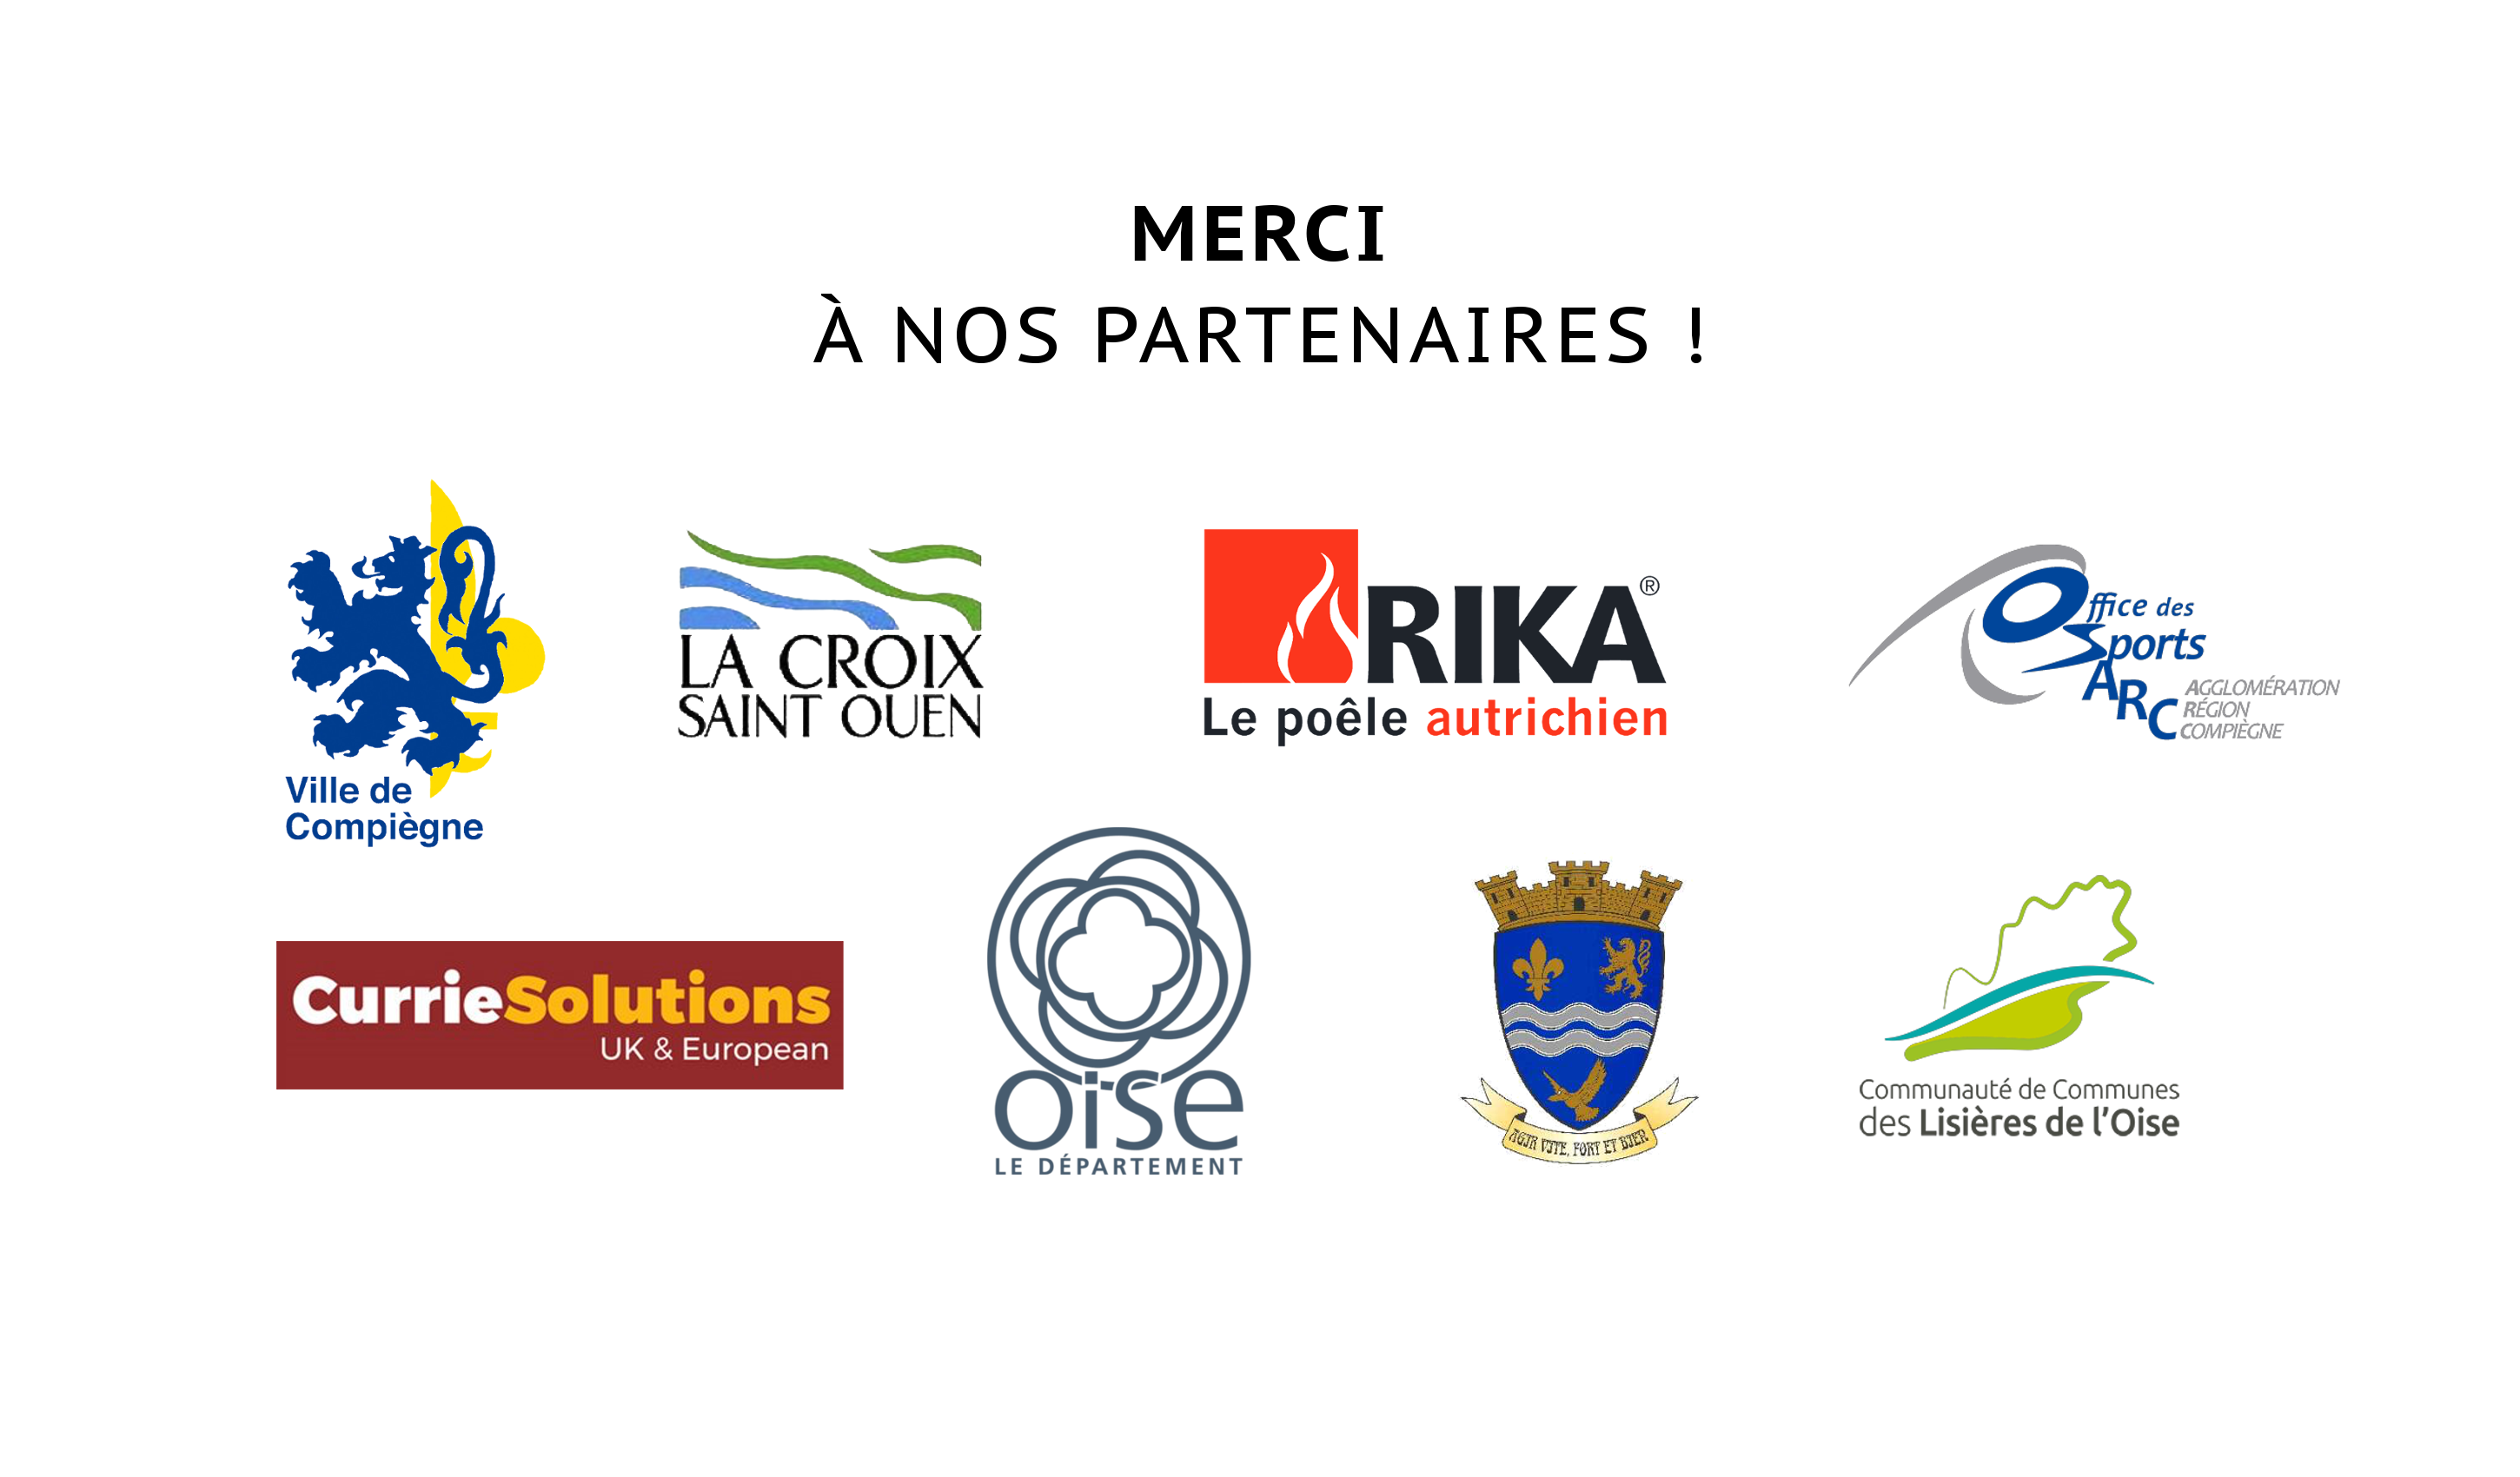 MERCI
À NOS PARTENAIRES !
Ville de
Compiègne
LA CROIX
SAINT OUEN
RIKA®
Le poêle autrichien
Office des
Sports
ARC
AGGLOMÉRATION
RÉGION
COMPIÈGNE
CurrieSolutions
UK & European
oise
LE DÉPARTEMENT
AGIR VITE, FORT ET BIEN
Communauté de Communes
des Lisières de l'Oise